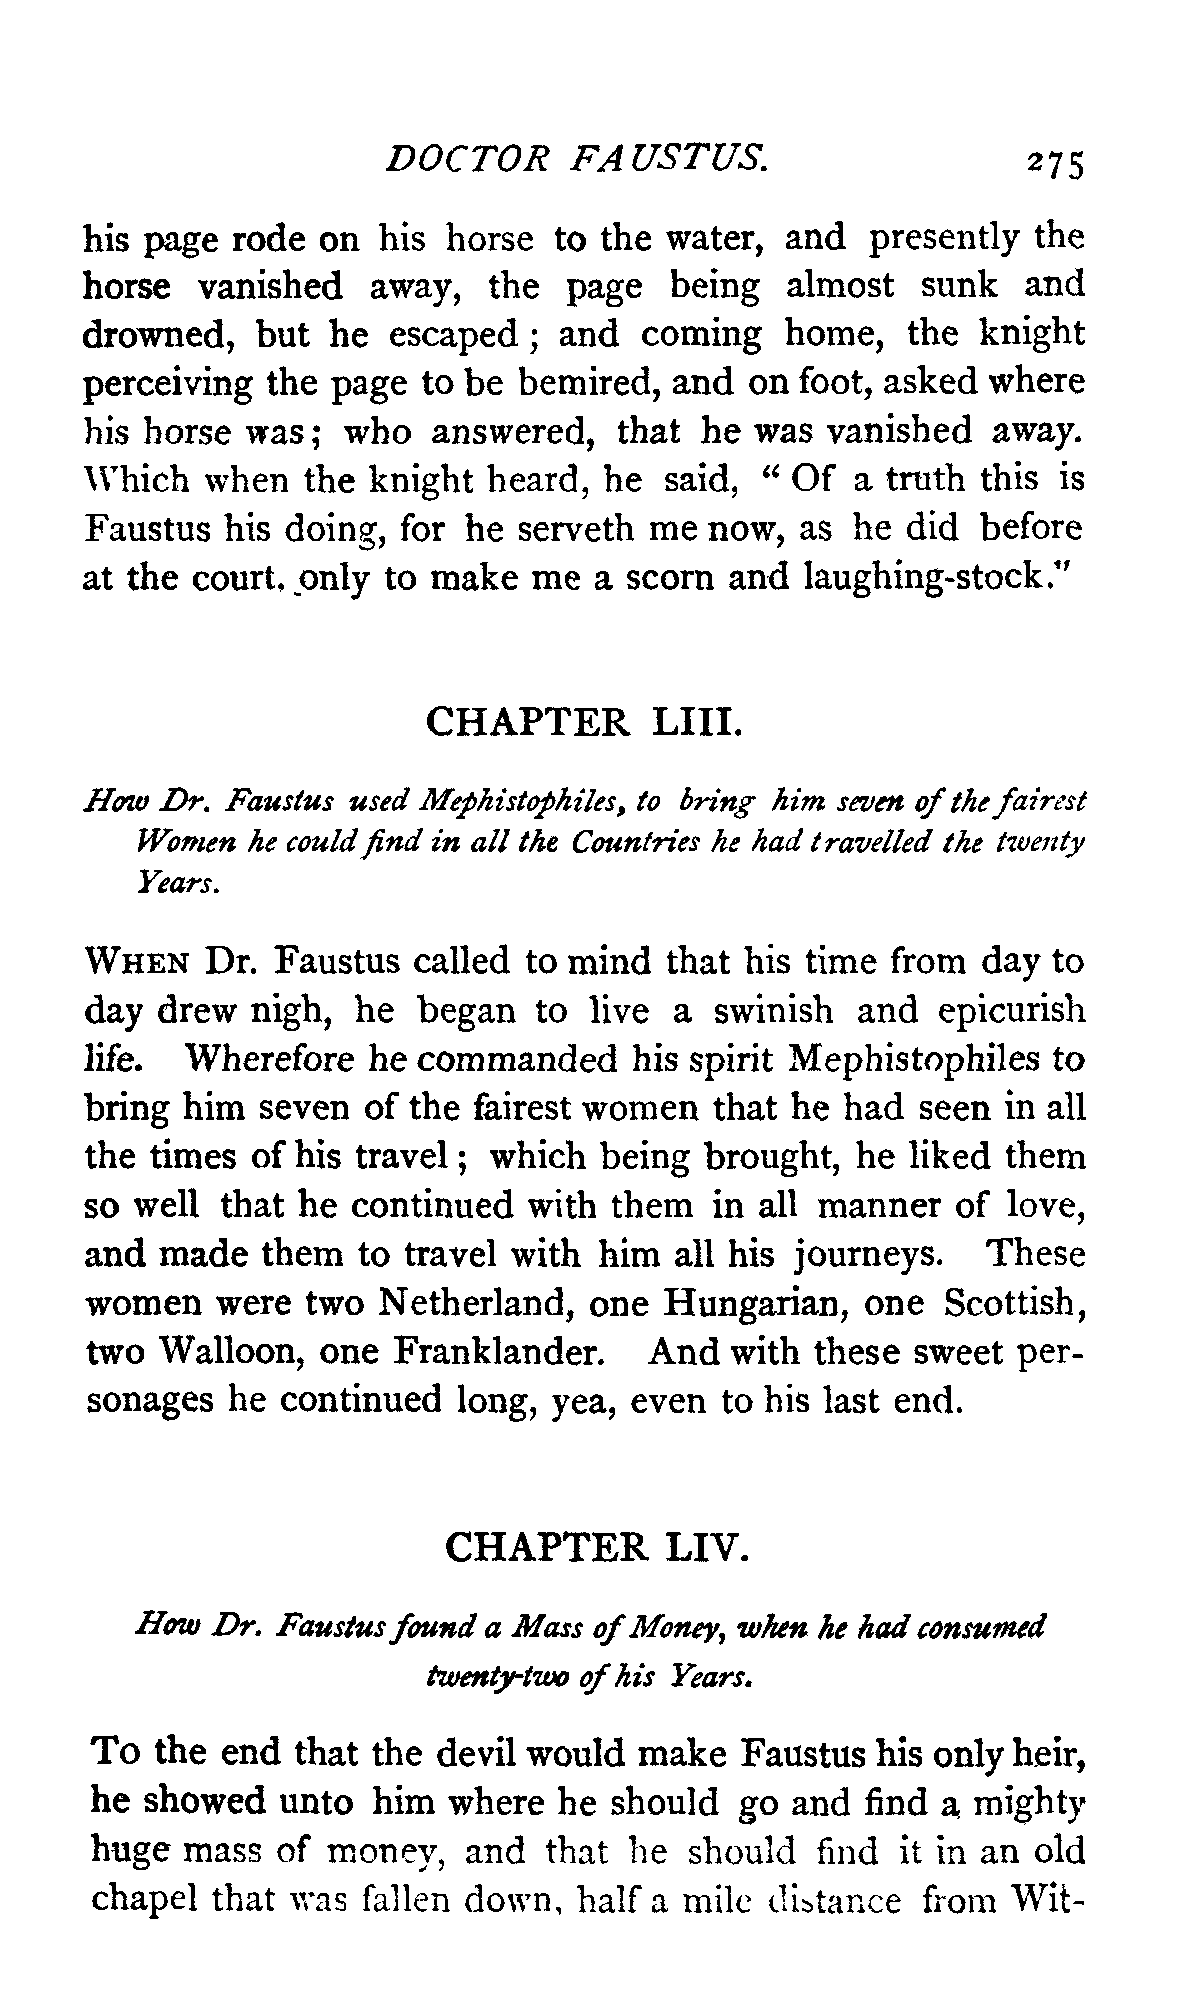 DOCTOR FAUSTUS. 275
his page rode on his horse to the water, and presently the
horse vanished away, the page being almost sunk and
drowned, but he escaped ; and coming home, the knight
perceiving the page to be bemired, and on foot, asked where
his horse was ; who answered, that he was vanished away.
Which when the knight heard, he said, “ Of a truth this is
Faustus his doing, for he serveth me now, as he did before
at the court, only to make me a scorn and laughing-stock.”
CHAPTER LIII.
How Dr. Faustus used Mephistophiles, to bring him seven of the fairest
Women he could find in all the Countries he had travelled the twenty
Years.
WHEN Dr. Faustus called to mind that his time from day to
day drew nigh, he began to live a swinish and epicurish
life. Wherefore he commanded his spirit Mephistophiles to
bring him seven of the fairest women that he had seen in all
the times of his travel ; which being brought, he liked them
so well that he continued with them in all manner of love,
and made them to travel with him all his journeys. These
women were two Netherland, one Hungarian, one Scottish,
two Walloon, one Franklander. And with these sweet per-
sonages he continued long, yea, even to his last end.
CHAPTER LIV.
How Dr. Faustus found a Mass of Money, when he had consumed
twenty-two of his Years.
To the end that the devil would make Faustus his only heir,
he showed unto him where he should go and find a mighty
huge mass of money, and that he should find it in an old
chapel that was fallen down, half a mile distance from Wit-